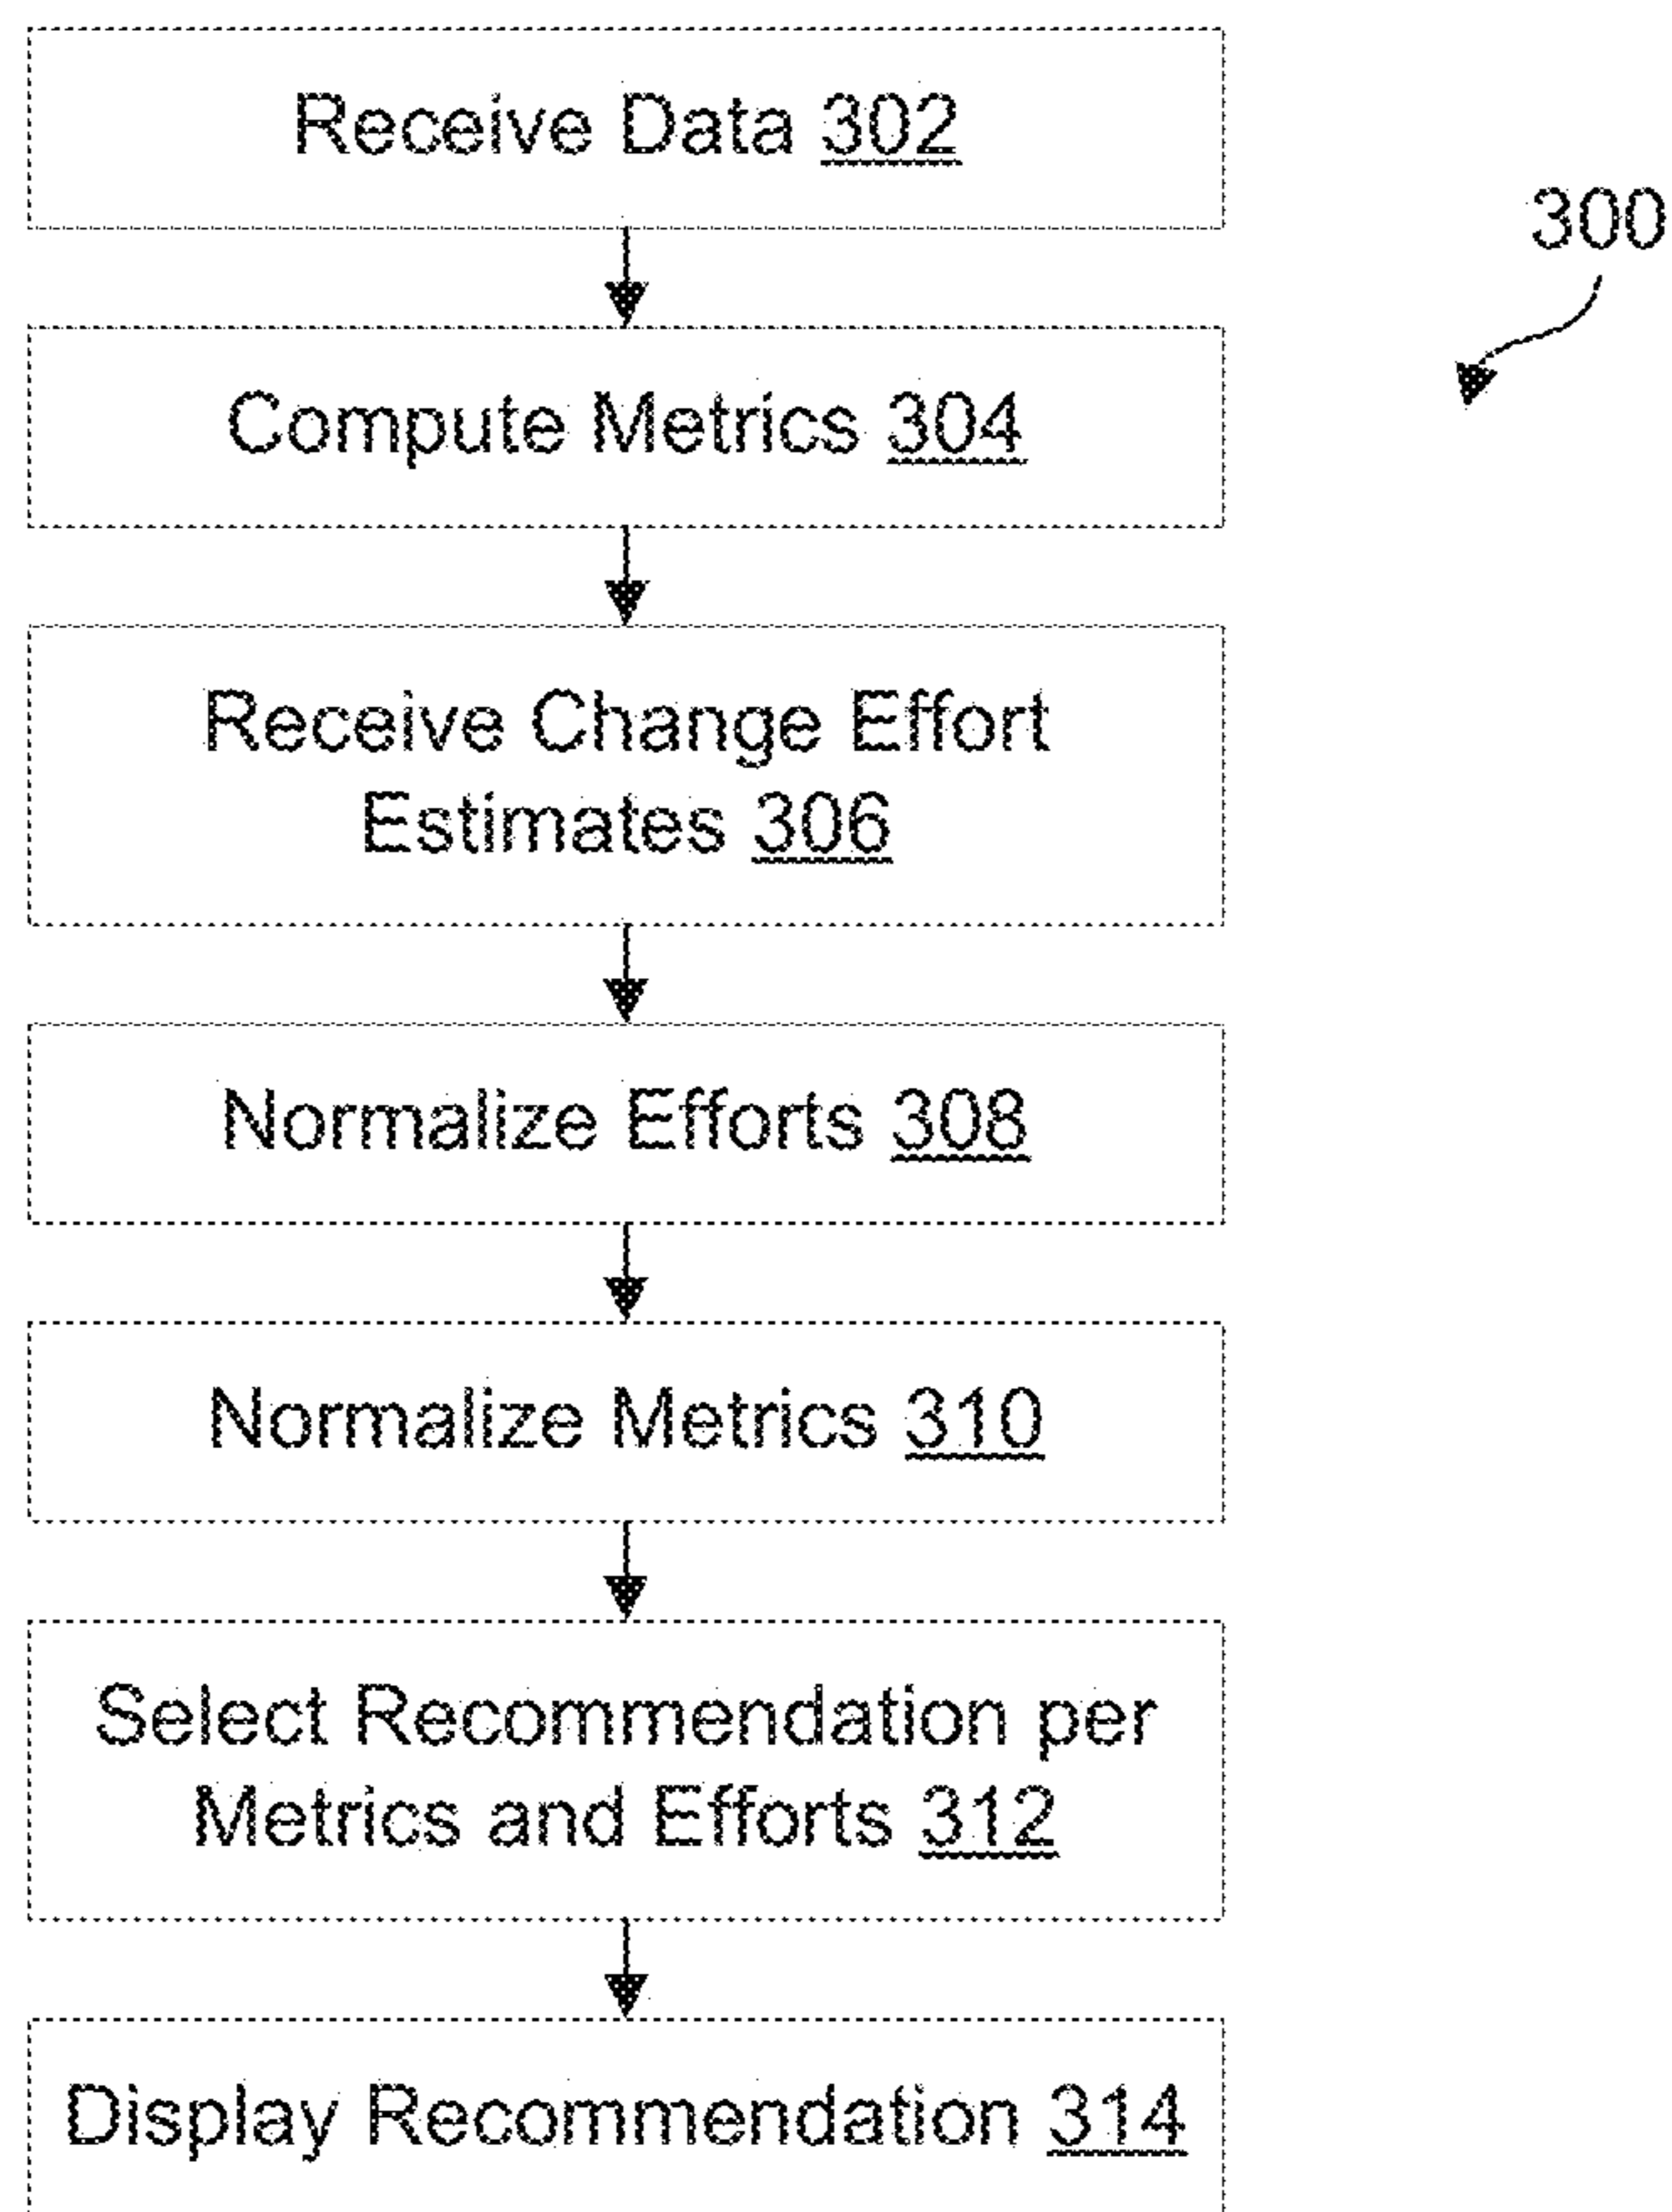 Receive Data 302
300
Compute Metrics 304
Receive Change Effort
Estimates 306
Normalize Efforts 308
Normalize Metrics 310
Select Recommendation per
Metrics and Efforts 312
Display Recommendation 314